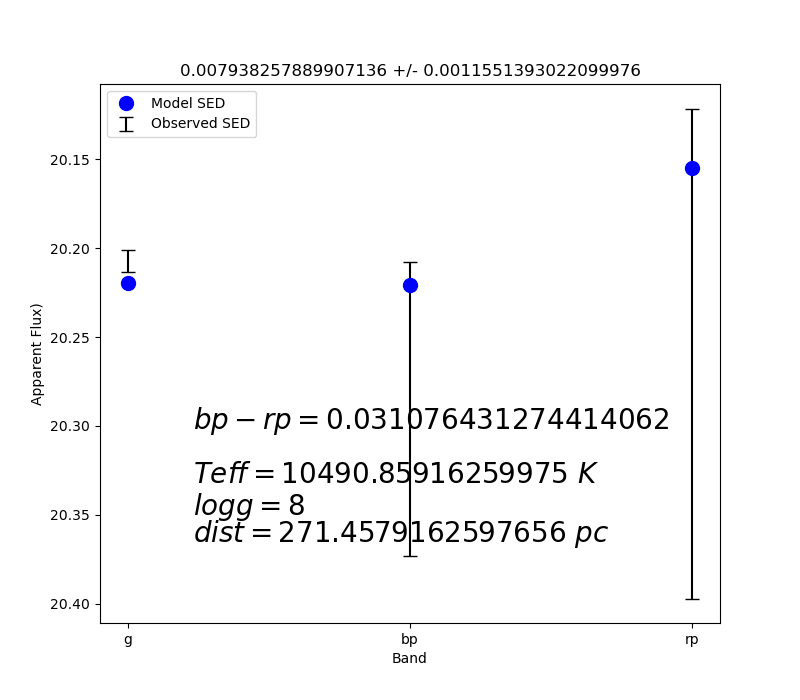 0.007938257889907136 +/- 0.0011551393022099976
Model SED
Observed SED
20.15
20.20
20.25
20.30
20.35
20.40
Apparent Flux)
bp − rp = 0.031076431274414062
Teff = 10490.85916259975 K
logg = 8
dist = 271.4579162597656 pc
g
bp
rp
Band